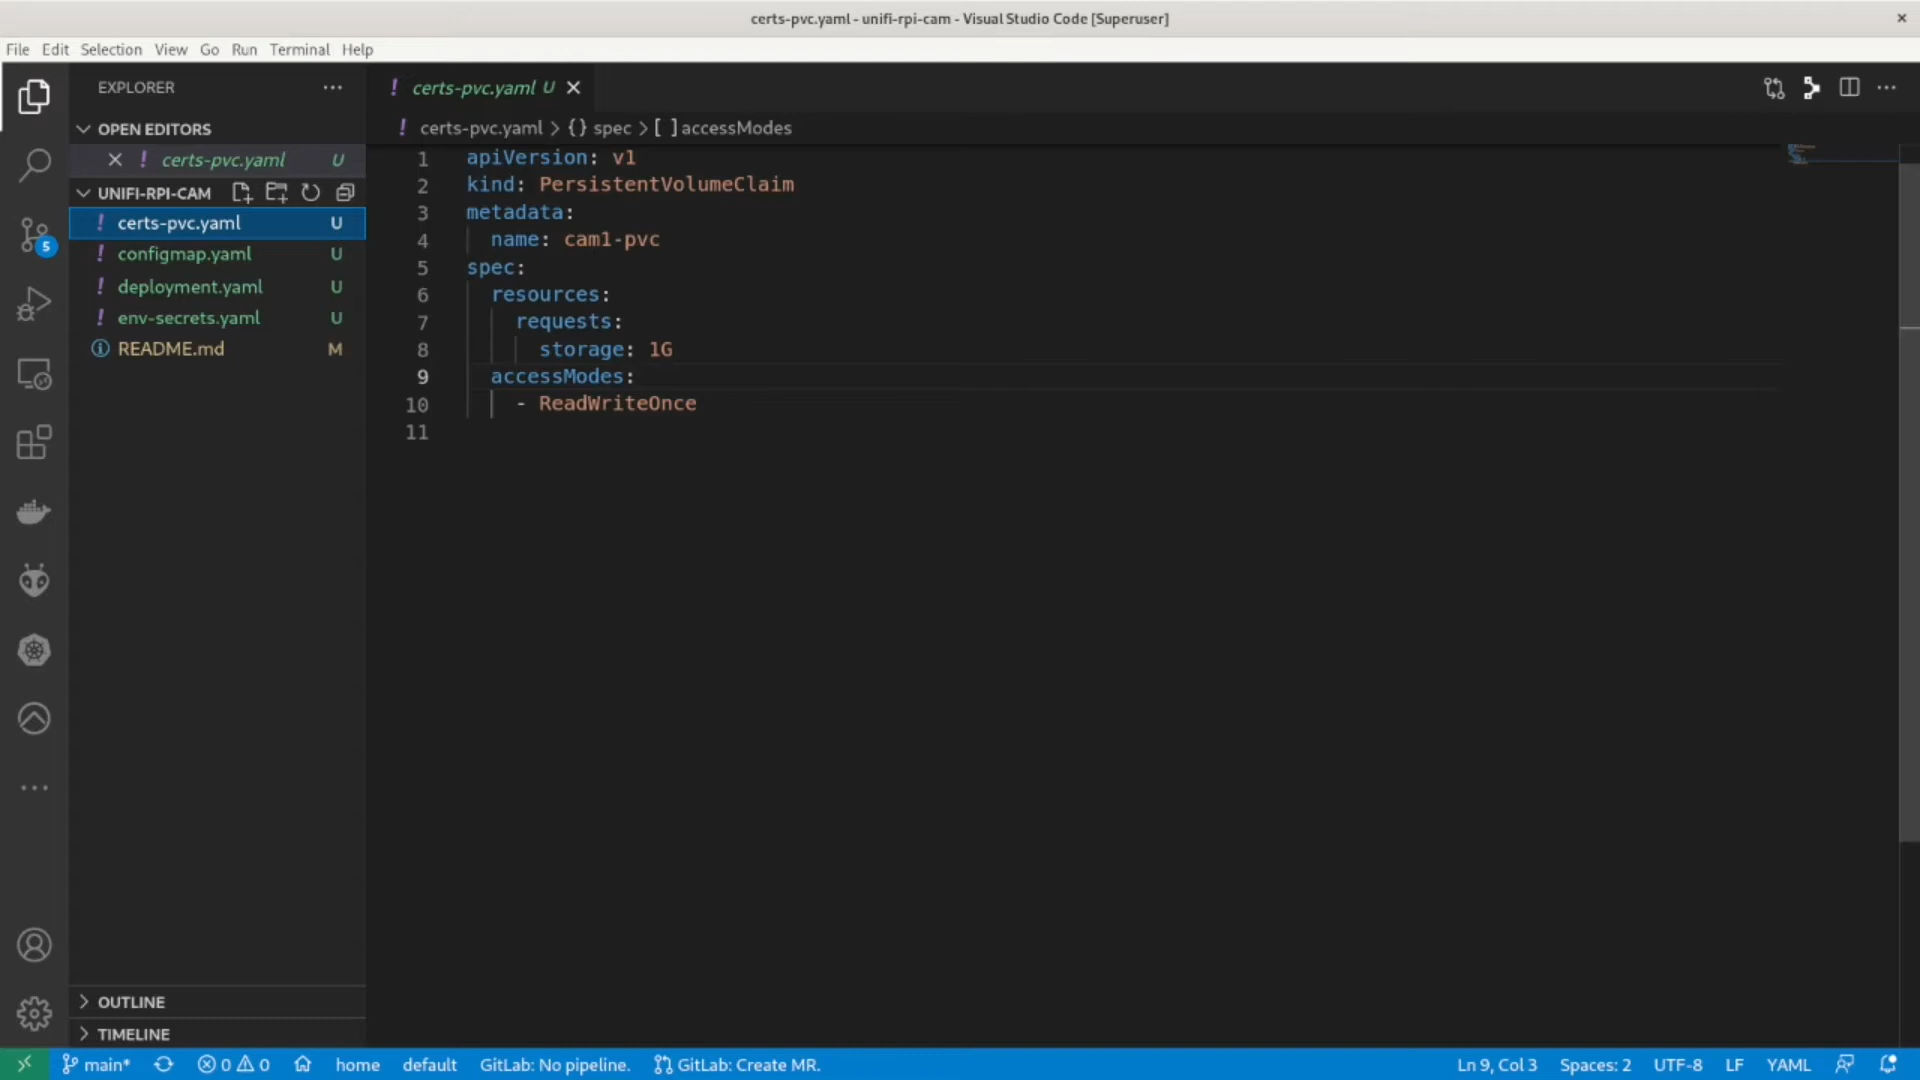 certs-pvc.yaml - unifi-rpi-cam - Visual Studio Code [Superuser]
File Edit Selection View Go Run Terminal Help
EXPLORER
OPEN EDITORS
certs-pvc.yaml U
UNIFI-RPI-CAM
certs-pvc.yaml U
configmap.yaml U
deployment.yaml U
env-secrets.yaml U
README.md M
5
OUTLINE
TIMELINE
! certs-pvc.yaml U
! certs-pvc.yaml > {} spec > [ ] accessModes
1 apiVersion: v1
2 kind: PersistentVolumeClaim
3 metadata:
4 name: cam1-pvc
5 spec:
6 resources:
7 requests:
8 storage: 1G
9 accessModes:
10 - ReadWriteOnce
11
main* 0 0 home default GitLab: No pipeline. GitLab: Create MR. Ln 9, Col 3 Spaces: 2 UTF-8 LF YAML